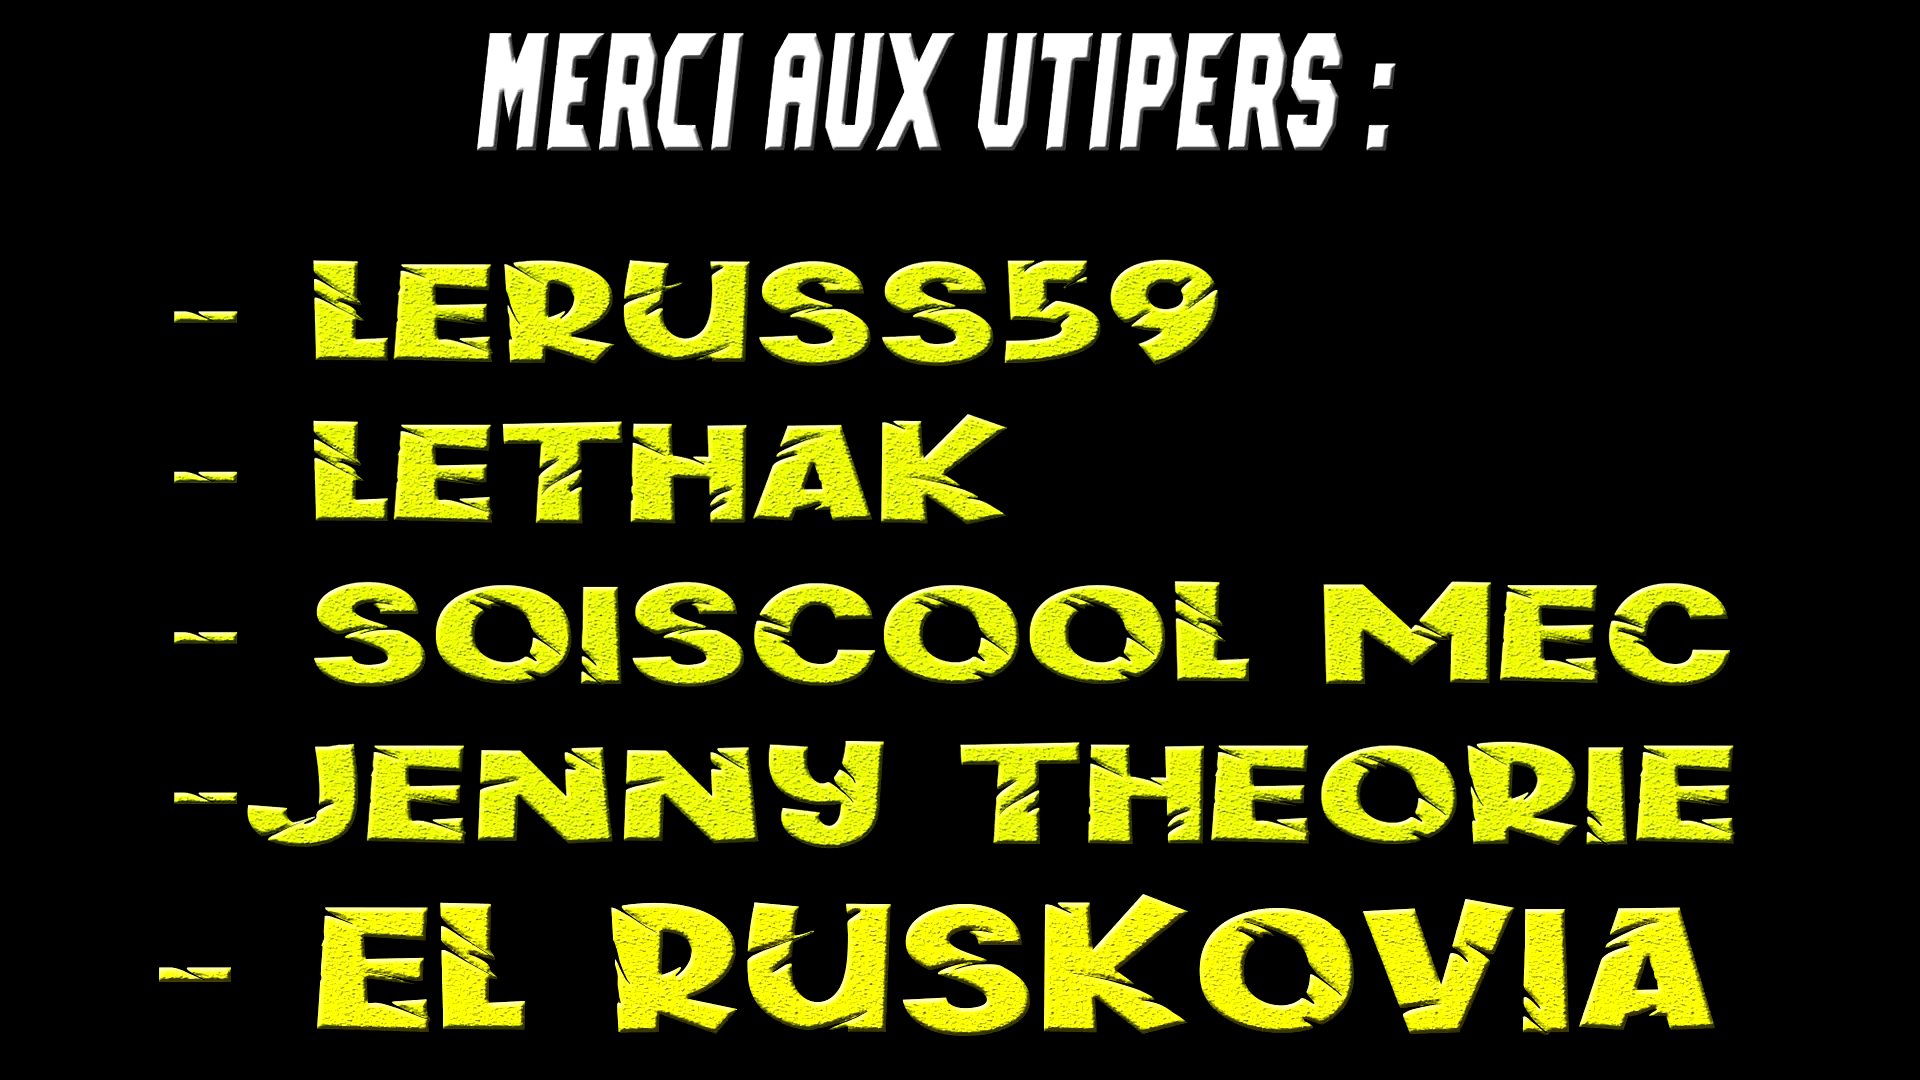 MERCI AUX UTIPERS :
- LERUSS59
- LETHAK
- SOISCOOL MEC
-JENNY THEORIE
- EL RUSKOVIA